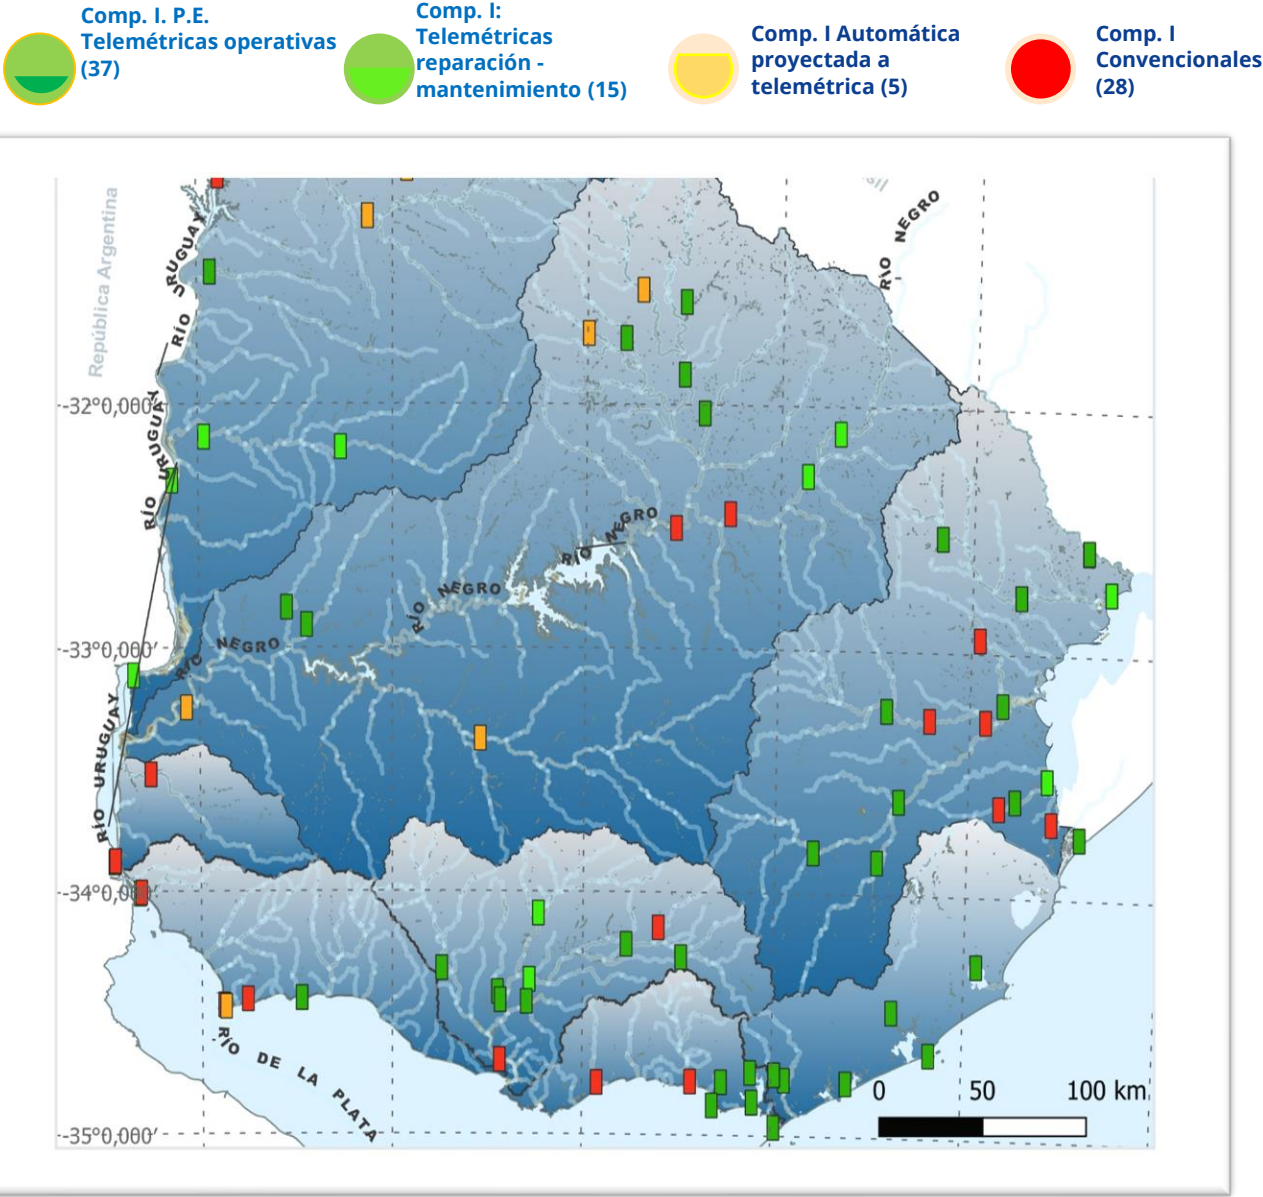 Comp. I. P.E.
Telemétricas operativas
(37)
Comp. I:
Telemétricas
reparación -
mantenimiento (15)
Comp. I Automática
proyectada a
telemétrica (5)
Comp. I
Convencionales
(28)
República Argentina
RÍO URUGUAY
RÍO NEGRO
-32°0,000'
RÍO URUGUAY
RÍO NEGRO
RÍO NEGRO
-33°0,000'
RÍO NEGRO
RÍO URUGUAY
-34°0,000'
RÍO DE LA PLATA
0 50 100 km
-35°0,000'